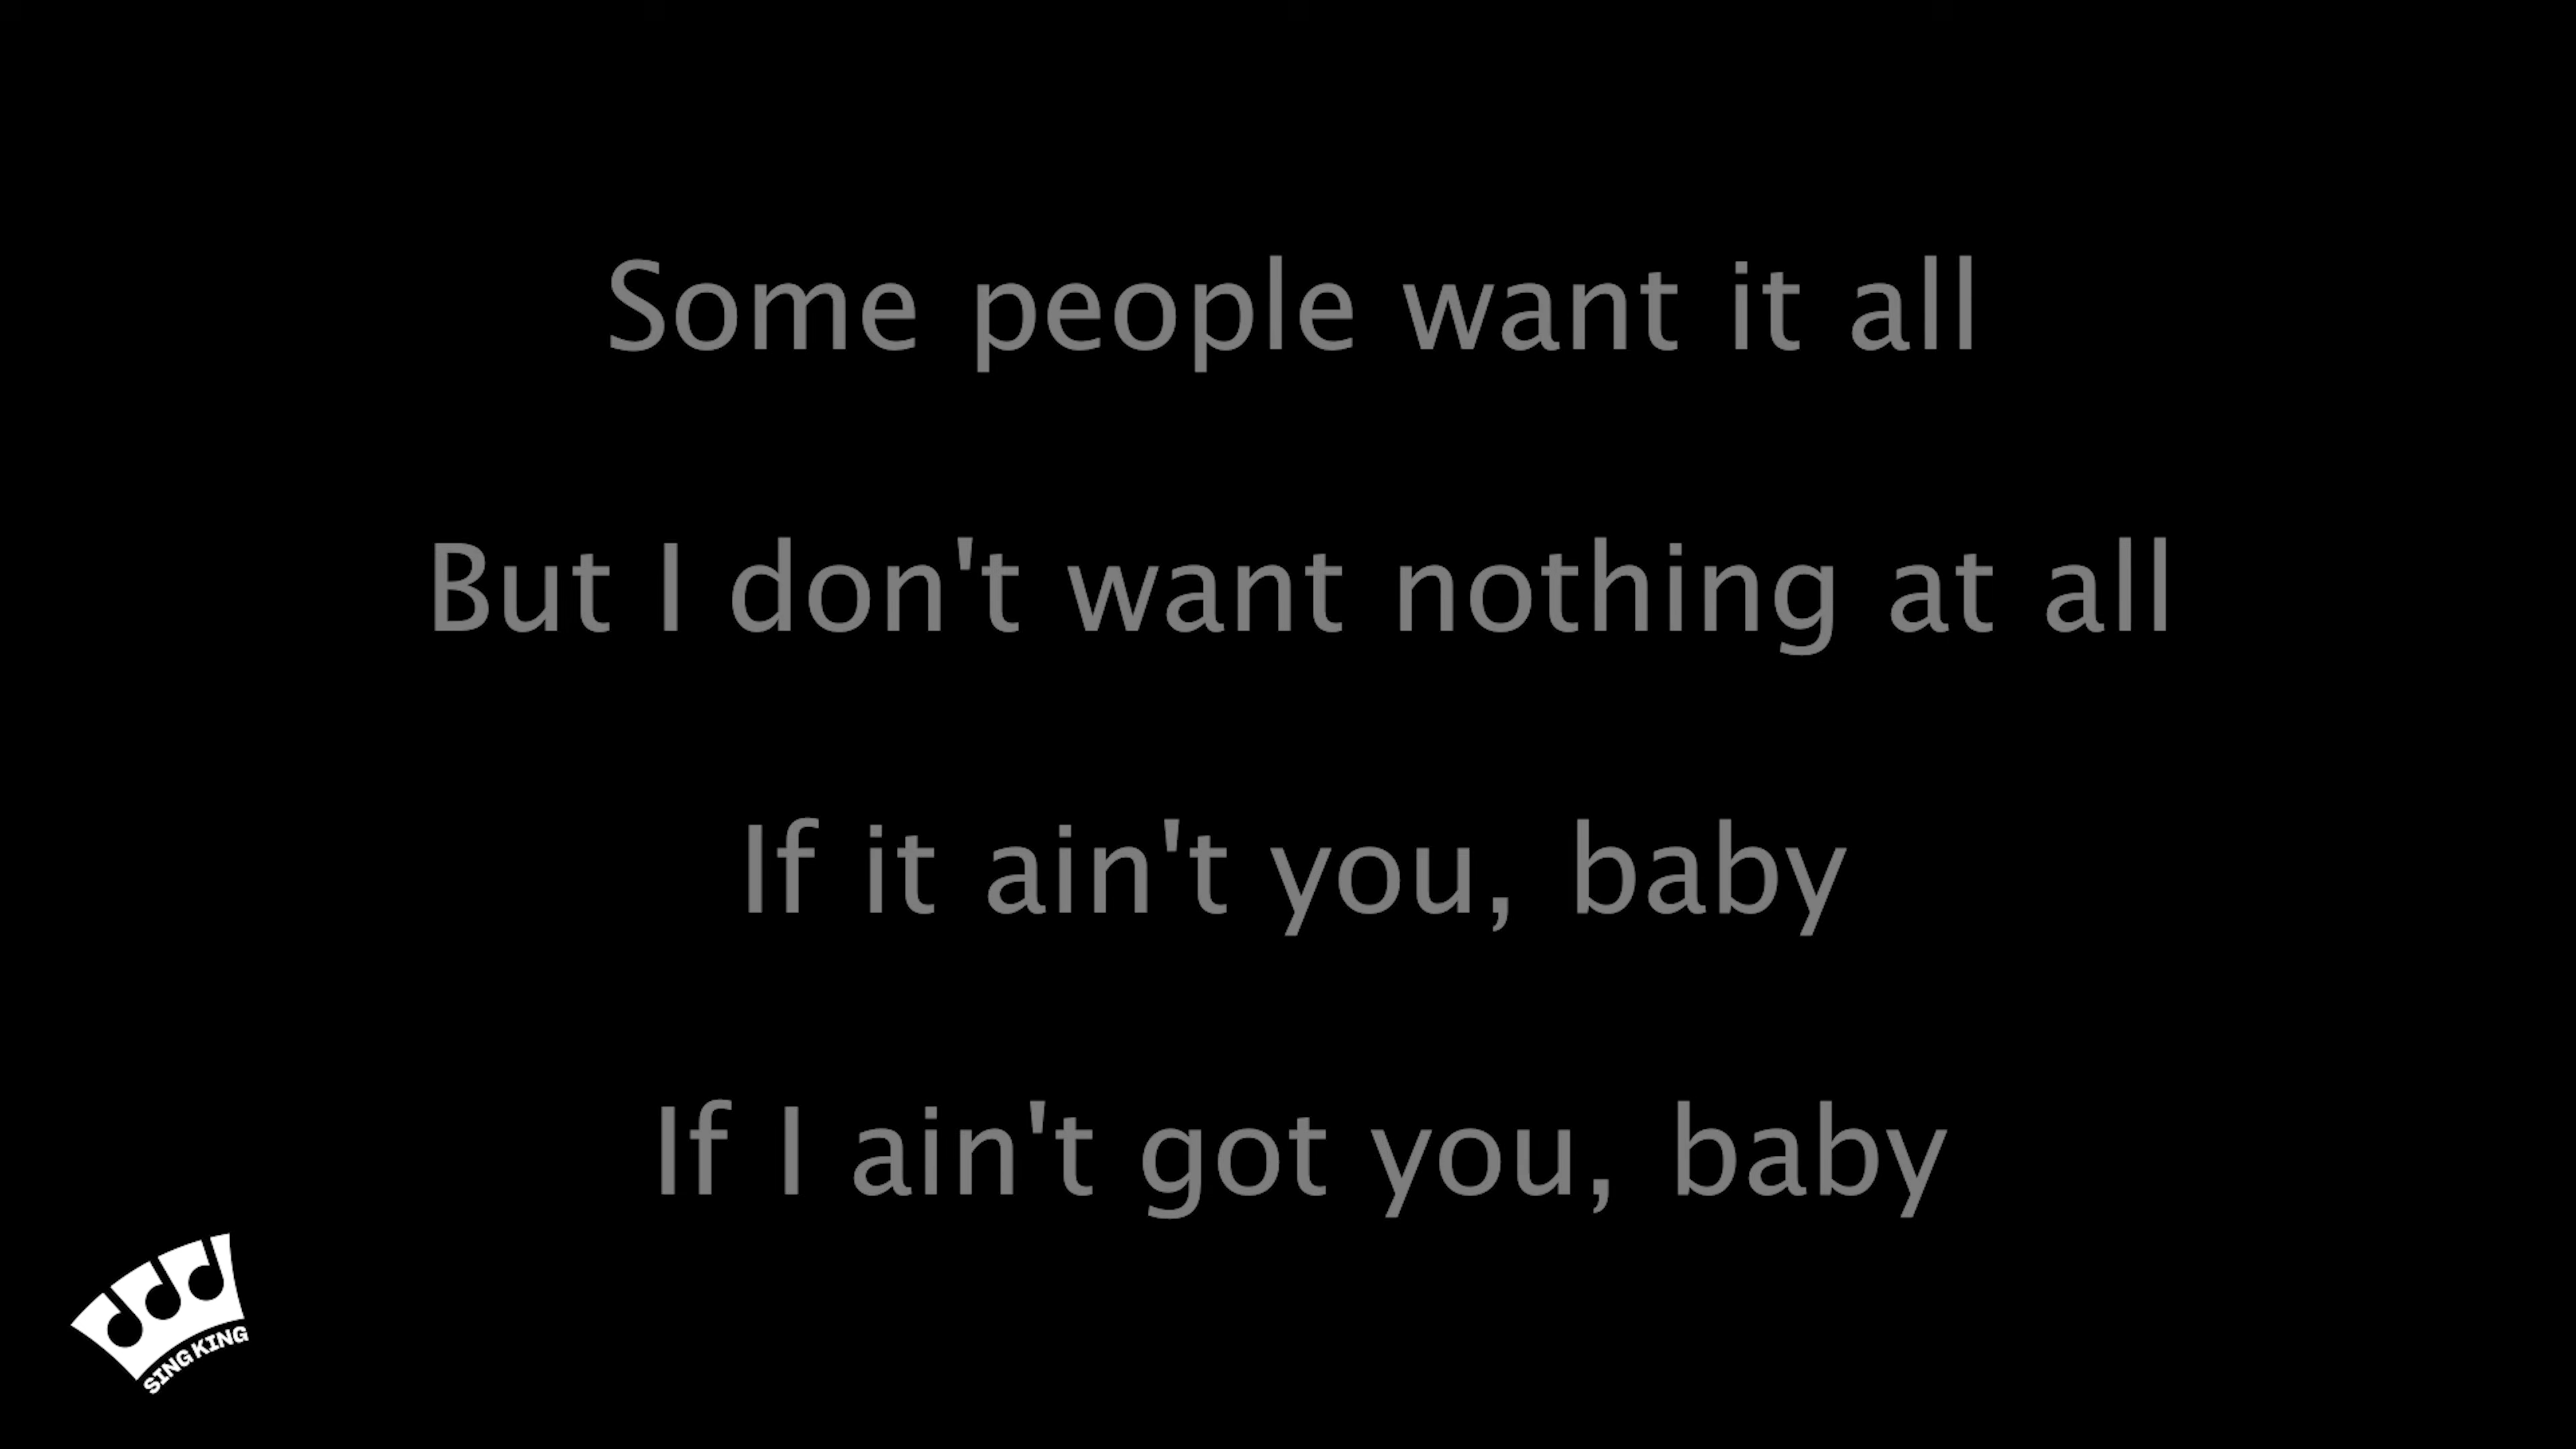 Some people want it all
But I don't want nothing at all
If it ain't you, baby
If I ain't got you, baby
SING KING